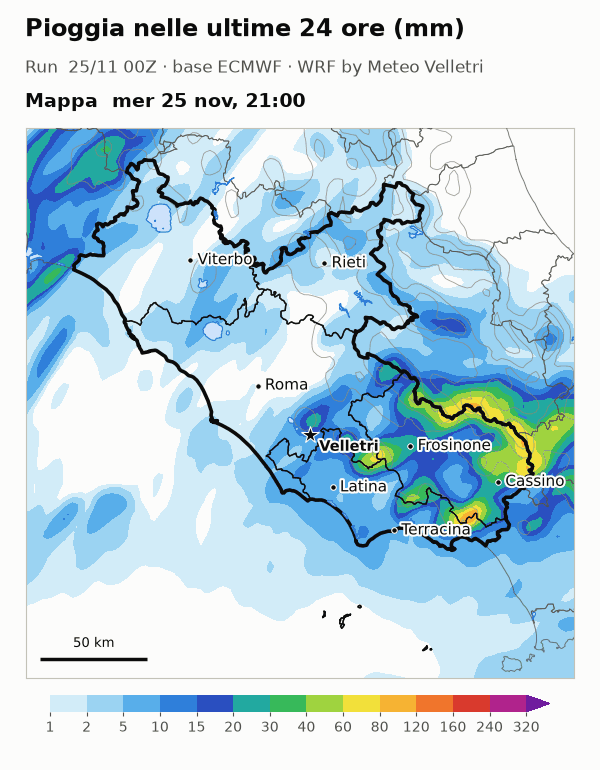 Pioggia nelle ultime 24 ore (mm)
Run  25/11 00Z · base ECMWF · WRF by Meteo Velletri
Mappa  mer 25 nov, 21:00
Viterbo
Rieti
Roma
Velletri
Frosinone
Cassino
Latina
Terracina
50 km
1 2 5 10 15 20 30 40 60 80 120 160 240 320